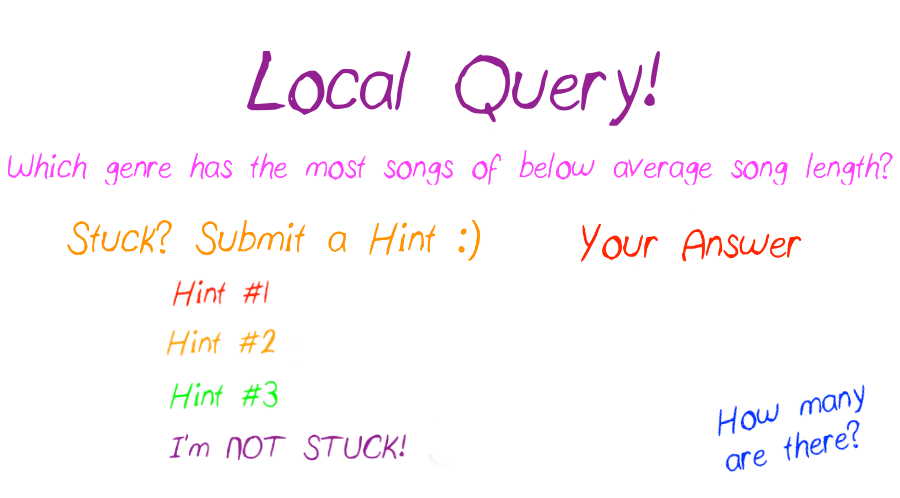 Local Query!
Which genre has the most songs of below average song length?
Stuck? Submit a Hint :)
Your Answer
Hint #1
Hint #2
Hint #3
I'm NOT STUCK!
How many
are there?